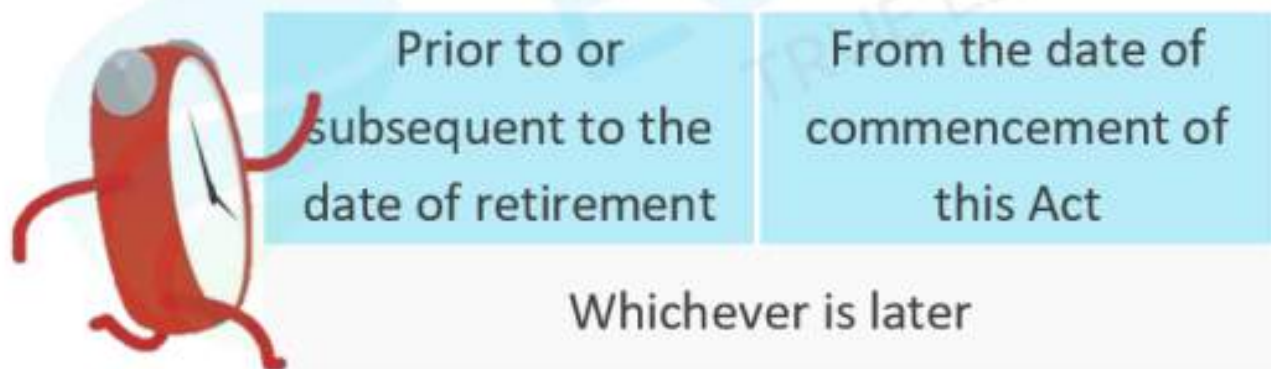 Prior to or
subsequent to the
date of retirement
From the date of
commencement of
this Act
Whichever is later